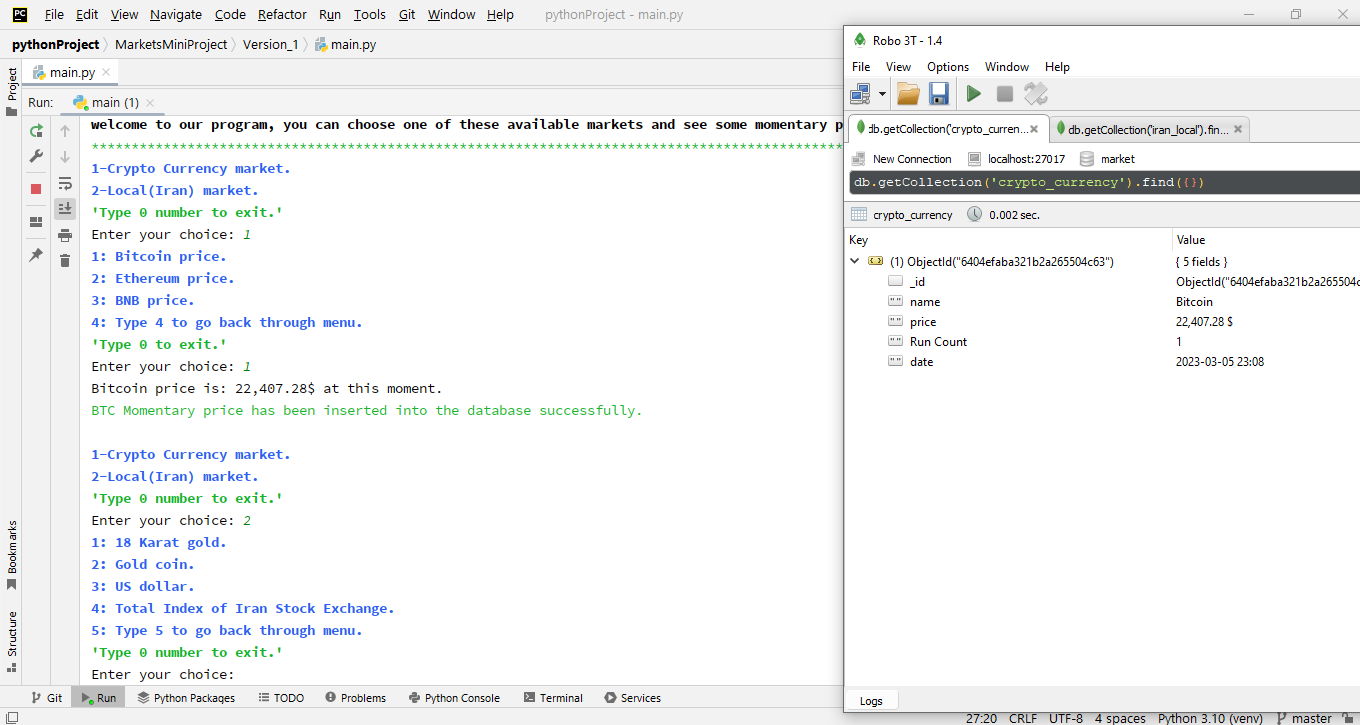 PC File Edit View Navigate Code Refactor Run Tools Git Window Help pythonProject - main.py
pythonProject MarketsMiniProject Version_1 main.py
main.py
Project
Run: main (1)
welcome to our program, you can choose one of these available markets and see some momentary p
***********************************************************************************************
1-Crypto Currency market.
2-Local(Iran) market.
'Type 0 number to exit.'
Enter your choice: 1
1: Bitcoin price.
2: Ethereum price.
3: BNB price.
4: Type 4 to go back through menu.
'Type 0 to exit.'
Enter your choice: 1
Bitcoin price is: 22,407.28$ at this moment.
BTC Momentary price has been inserted into the database successfully.
1-Crypto Currency market.
2-Local(Iran) market.
'Type 0 number to exit.'
Enter your choice: 2
1: 18 Karat gold.
2: Gold coin.
3: US dollar.
4: Total Index of Iran Stock Exchange.
5: Type 5 to go back through menu.
'Type 0 number to exit.'
Enter your choice:
Bookmarks
Structure
Git Run Python Packages TODO Problems Python Console Terminal Services
Robo 3T - 1.4
File View Options Window Help
db.getCollection('crypto_curren... db.getCollection('iran_local').fin...
New Connection localhost:27017 market
db.getCollection('crypto_currency').find({})
crypto_currency 0.002 sec.
Key Value
(1) ObjectId("6404efaba321b2a265504c63") { 5 fields }
_id ObjectId("6404efaba321b2a265504c
name Bitcoin
price 22,407.28 $
Run Count 1
date 2023-03-05 23:08
Logs
27:20 CRLF UTF-8 4 spaces Python 3.10 (venv) master